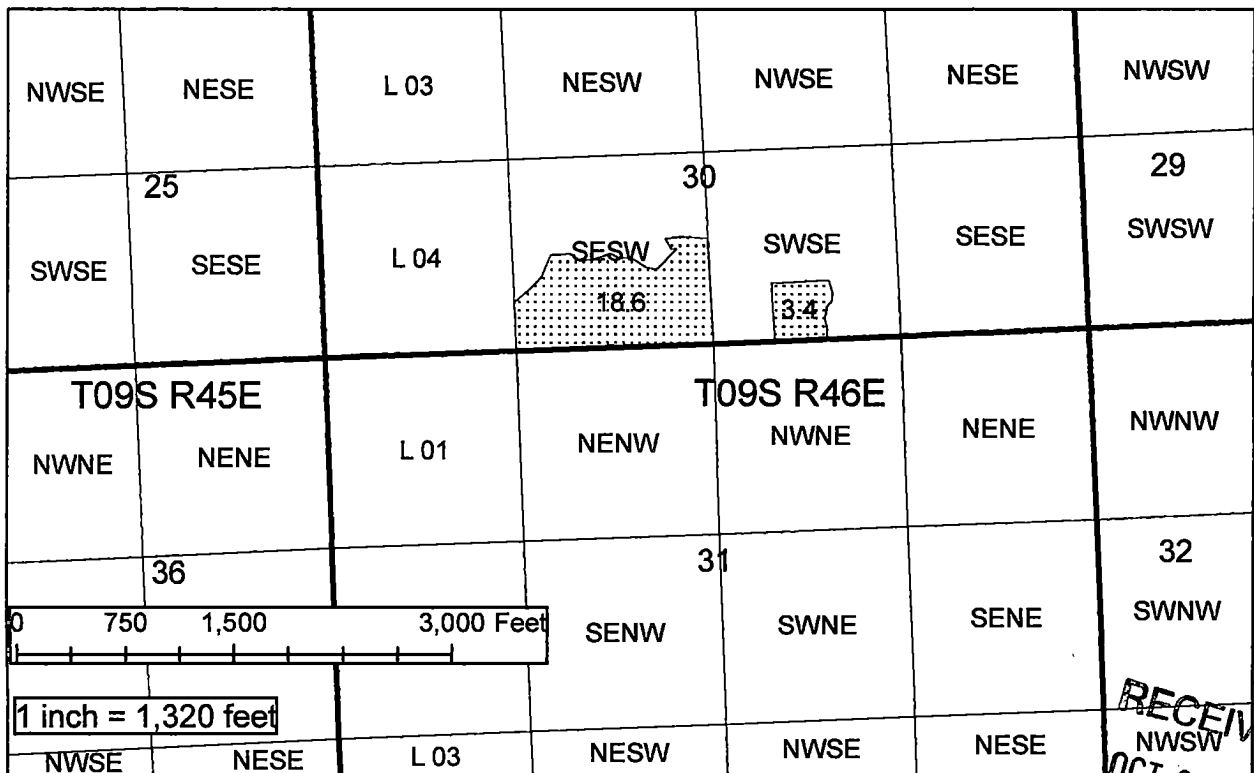 NWSE NESE L 03 NESW NWSE NESE NWSW
25 30 29
SWSE SESE L 04 SESW SWSE SESE SWSW
18.6 3.4
T09S R45E T09S R46E
NWNE NENE L 01 NENW NWNE NENE NWNW
36 31 32
0 750 1,500 3,000 Feet
SENW SWNE SENE SWNW
1 inch = 1,320 feet
NWSE NESE L 03 NESW NWSE NESE NWSW
RECEIV
OCT